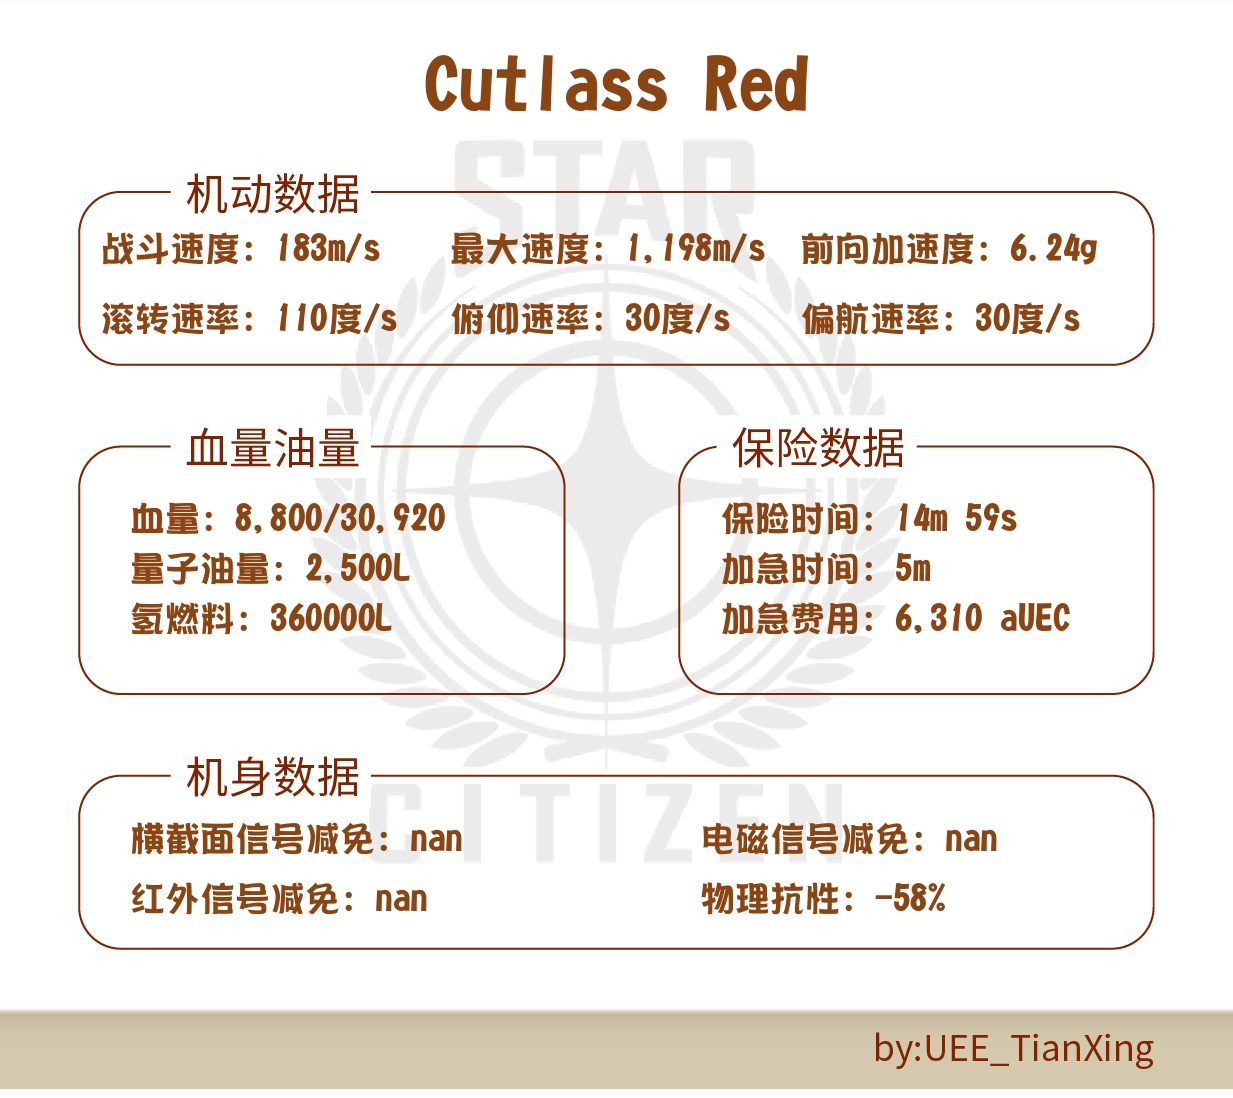 Cutlass Red
STAR
机动数据
战斗速度: 183m/s 最大速度: 1,198m/s 前向加速度: 6.24g
滚转速率: 110度/s 俯仰速率: 30度/s 偏航速率: 30度/s
血量油量
血量: 8,800/30,920
量子油量: 2,500L
氢燃料: 360000L
保险数据
保险时间: 14m 59s
加急时间: 5m
加急费用: 6,310 aUEC
机身数据
CITIZEN
横截面信号减免: nan 电磁信号减免: nan
红外信号减免: nan 物理抗性: -58%
by:UEE_TianXing